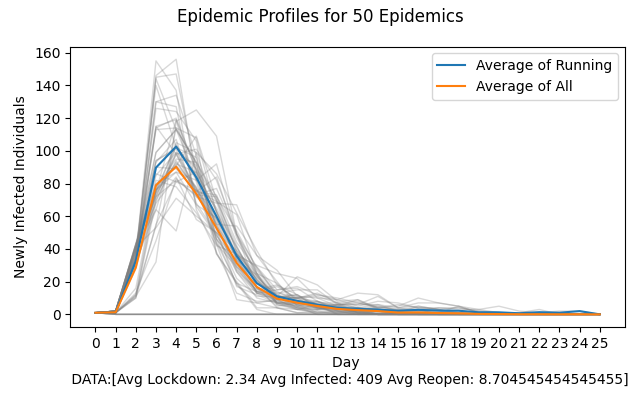 Epidemic Profiles for 50 Epidemics
Newly Infected Individuals
160
140
120
100
80
60
40
20
0
Average of Running
Average of All
0 1 2 3 4 5 6 7 8 9 10 11 12 13 14 15 16 17 18 19 20 21 22 23 24 25
Day
DATA:[Avg Lockdown: 2.34 Avg Infected: 409 Avg Reopen: 8.704545454545455]